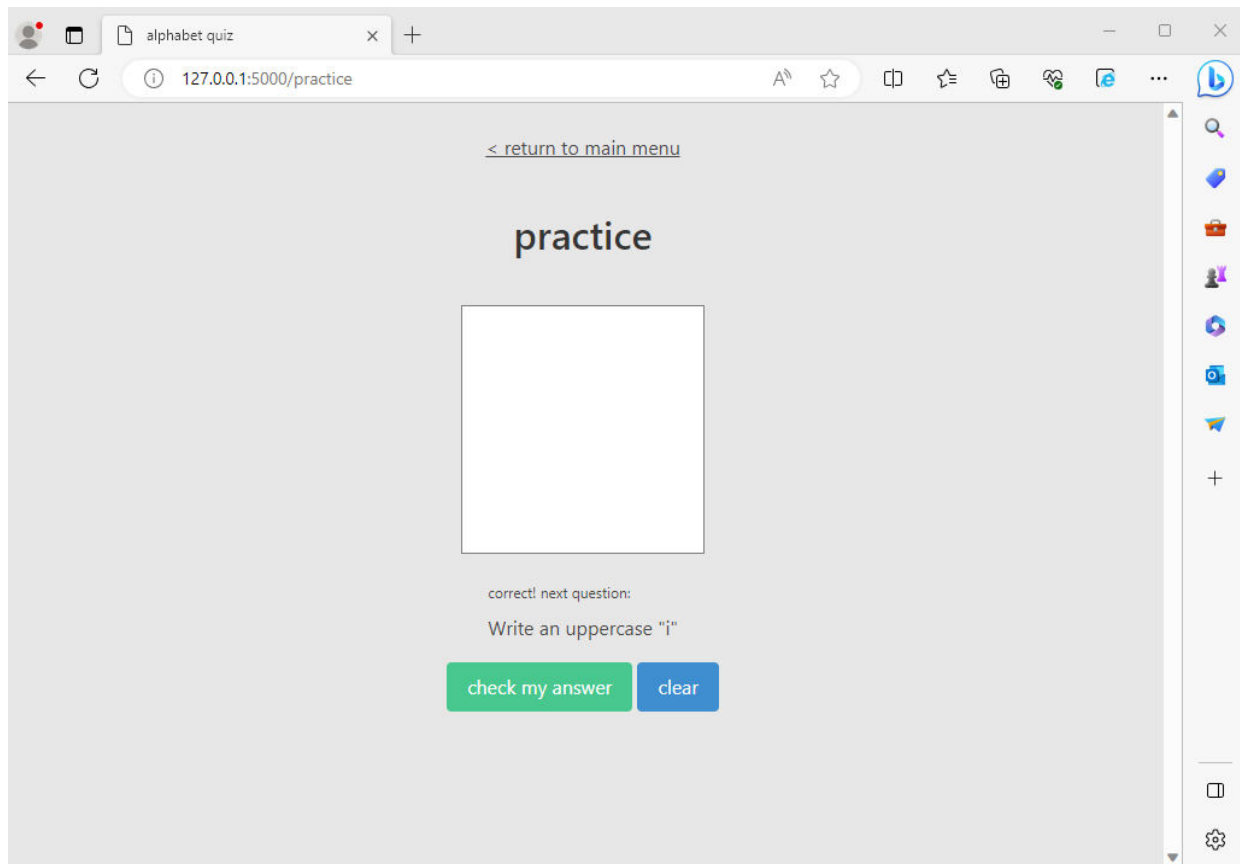 alphabet quiz
127.0.0.1:5000/practice
< return to main menu
practice
correct! next question:
Write an uppercase "i"
check my answer
clear